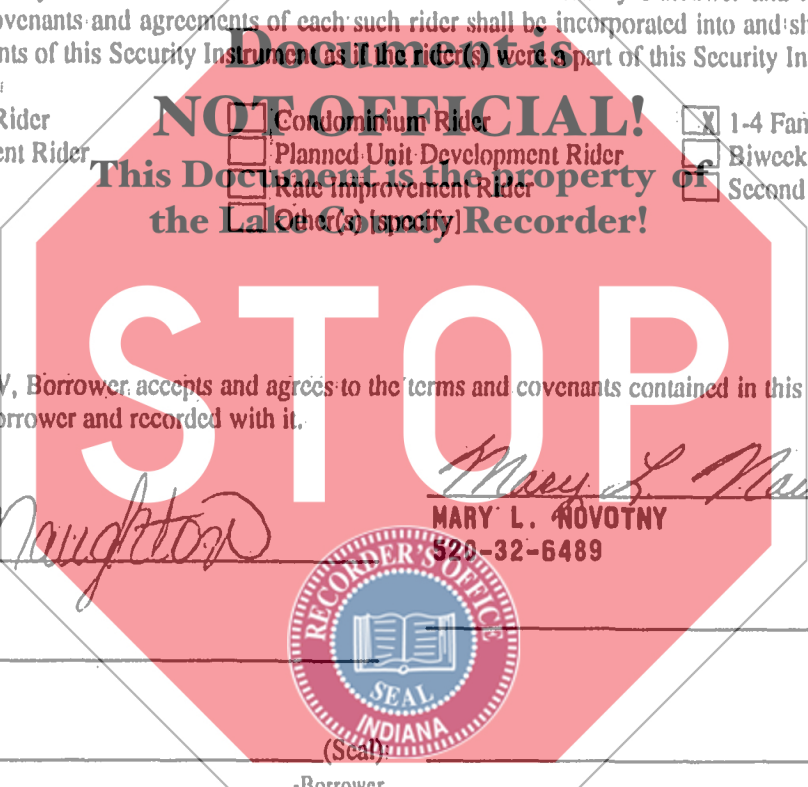 ovenants and agreements of each such rider shall be incorporated into and sh
nts of this Security Instrument as if the rider(s) were a part of this Security In
Document is
NOT OFFICIAL!
This Document is the property of
the Lake County Recorder!
Rider
Condominium Rider
X 1-4 Fan
ent Rider
Planned Unit Development Rider
Biweek
Rate Improvement Rider
Second
Other(s) [specify]
STOP
, Borrower accepts and agrees to the terms and covenants contained in this
orrower and recorded with it.
Mary L.
MARY L. NOVOTNY
520-32-6489
Naughton
RECORDER'S OFFICE
SEAL
INDIANA
(Seal)
-Borrower